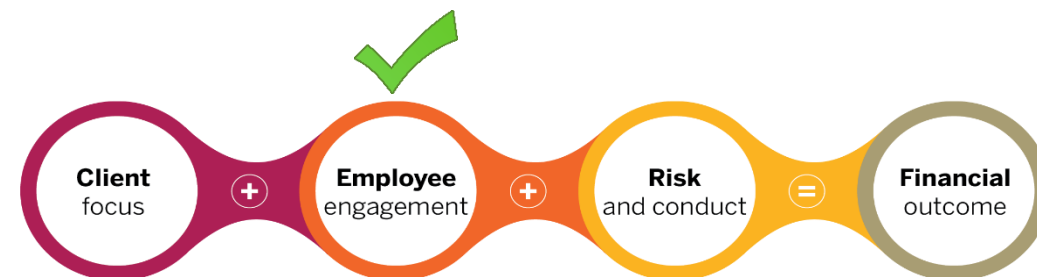 Client
focus
+
Employee
engagement
+
Risk
and conduct
=
Financial
outcome